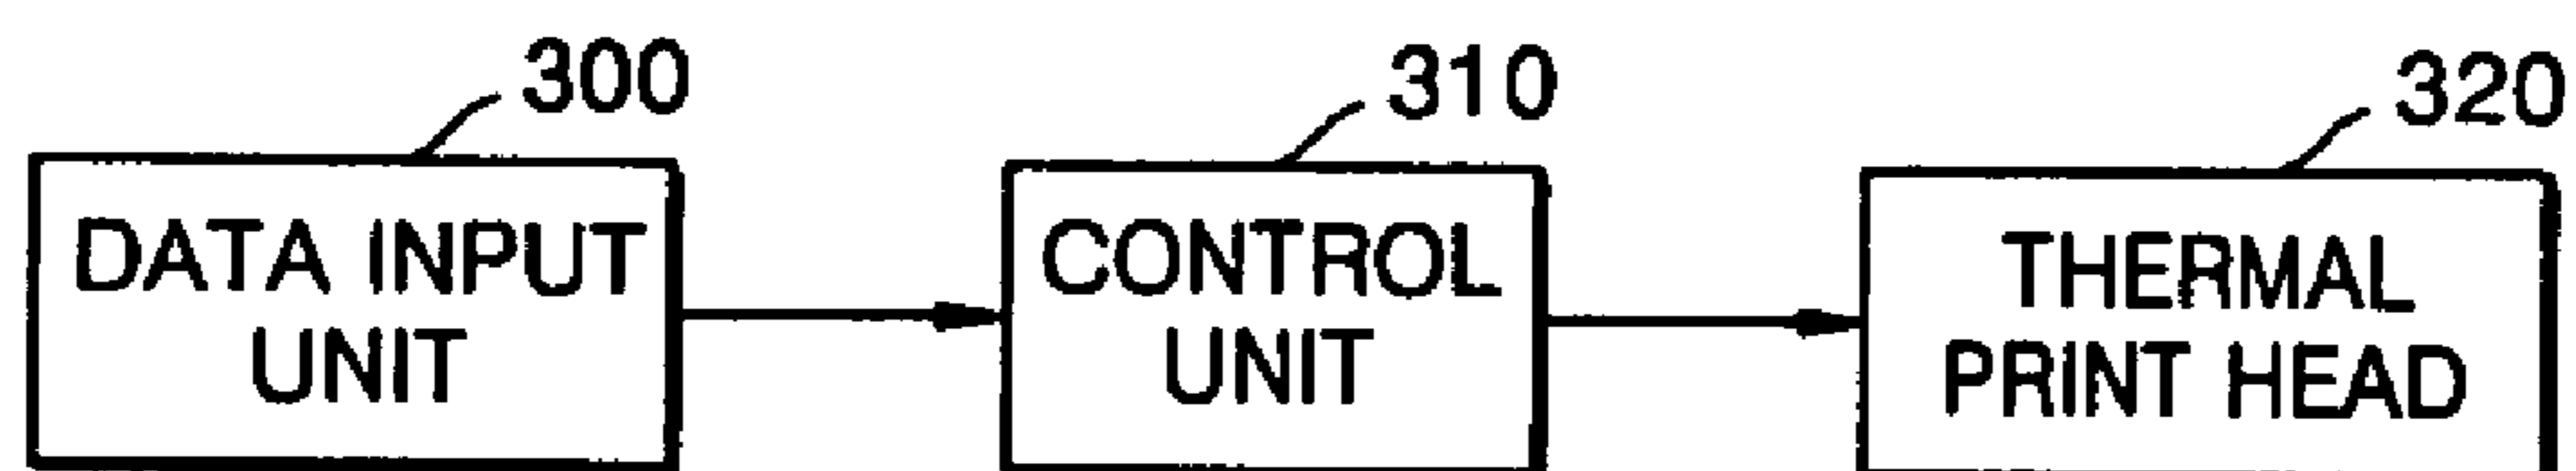 300
310
320
DATA INPUT
UNIT
CONTROL
UNIT
THERMAL
PRINT HEAD